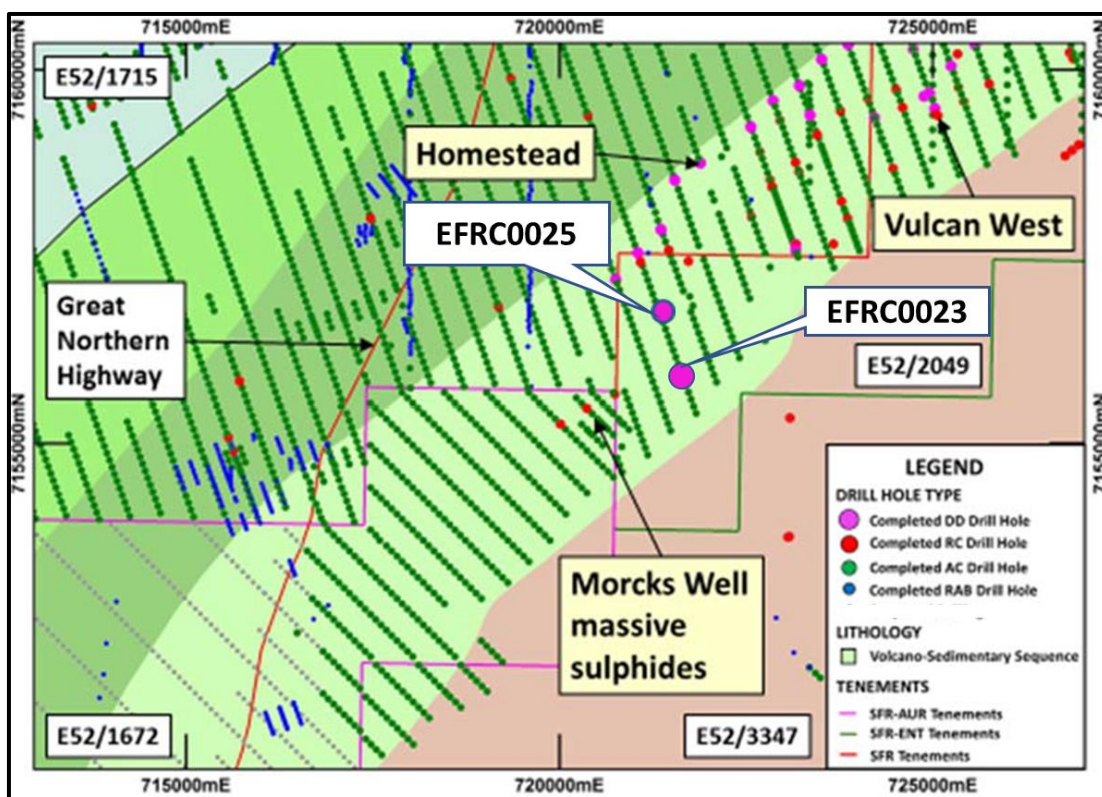 715000mE
720000mE
725000mE
7160000mN
E52/1715
7160000mN
Homestead
EFRC0025
Vulcan West
Great
Northern
Highway
EFRC0023
E52/2049
7155000mN
7155000mN
LEGEND
DRILL HOLE TYPE
Completed DD Drill Hole
Completed RC Drill Hole
Completed AC Drill Hole
Completed RAB Drill Hole
LITHOLOGY
Volcano-Sedimentary Sequence
TENEMENTS
SFR-AUR Tenements
SFR-ENT Tenements
SFR Tenements
Morcks Well
massive
sulphides
E52/1672
E52/3347
715000mE
720000mE
725000mE